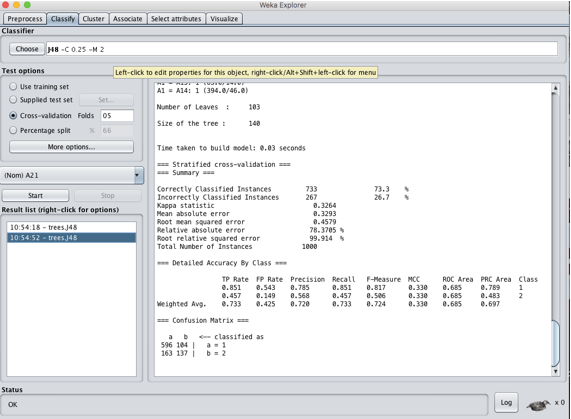 Weka Explorer
Preprocess Classify Cluster Associate Select attributes Visualize
Classifier
Choose J48 -C 0.25 -M 2
Left-click to edit properties for this object, right-click/Alt+Shift+left-click for menu
Test options
Use training set
Supplied test set Set...
Cross-validation Folds 05
Percentage split % 66
More options...
(Nom) A21
Start Stop
Result list (right-click for options)
10:54:18 - trees.J48
10:54:52 - trees.J48
A1 = A14: 1 (394.0/46.0)
Number of Leaves : 103
Size of the tree : 140
Time taken to build model: 0.03 seconds
=== Stratified cross-validation ===
=== Summary ===
Correctly Classified Instances 733 73.3 %
Incorrectly Classified Instances 267 26.7 %
Kappa statistic 0.3264
Mean absolute error 0.3293
Root mean squared error 0.4579
Relative absolute error 78.3705 %
Root relative squared error 99.914 %
Total Number of Instances 1000
=== Detailed Accuracy By Class ===
TP Rate FP Rate Precision Recall F-Measure MCC ROC Area PRC Area Class
0.851 0.543 0.785 0.851 0.817 0.330 0.685 0.789 1
0.457 0.149 0.568 0.457 0.506 0.330 0.685 0.483 2
Weighted Avg. 0.733 0.425 0.720 0.733 0.724 0.330 0.685 0.697
=== Confusion Matrix ===
a b <-- classified as
596 104 | a = 1
163 137 | b = 2
Status
OK
Log
x 0